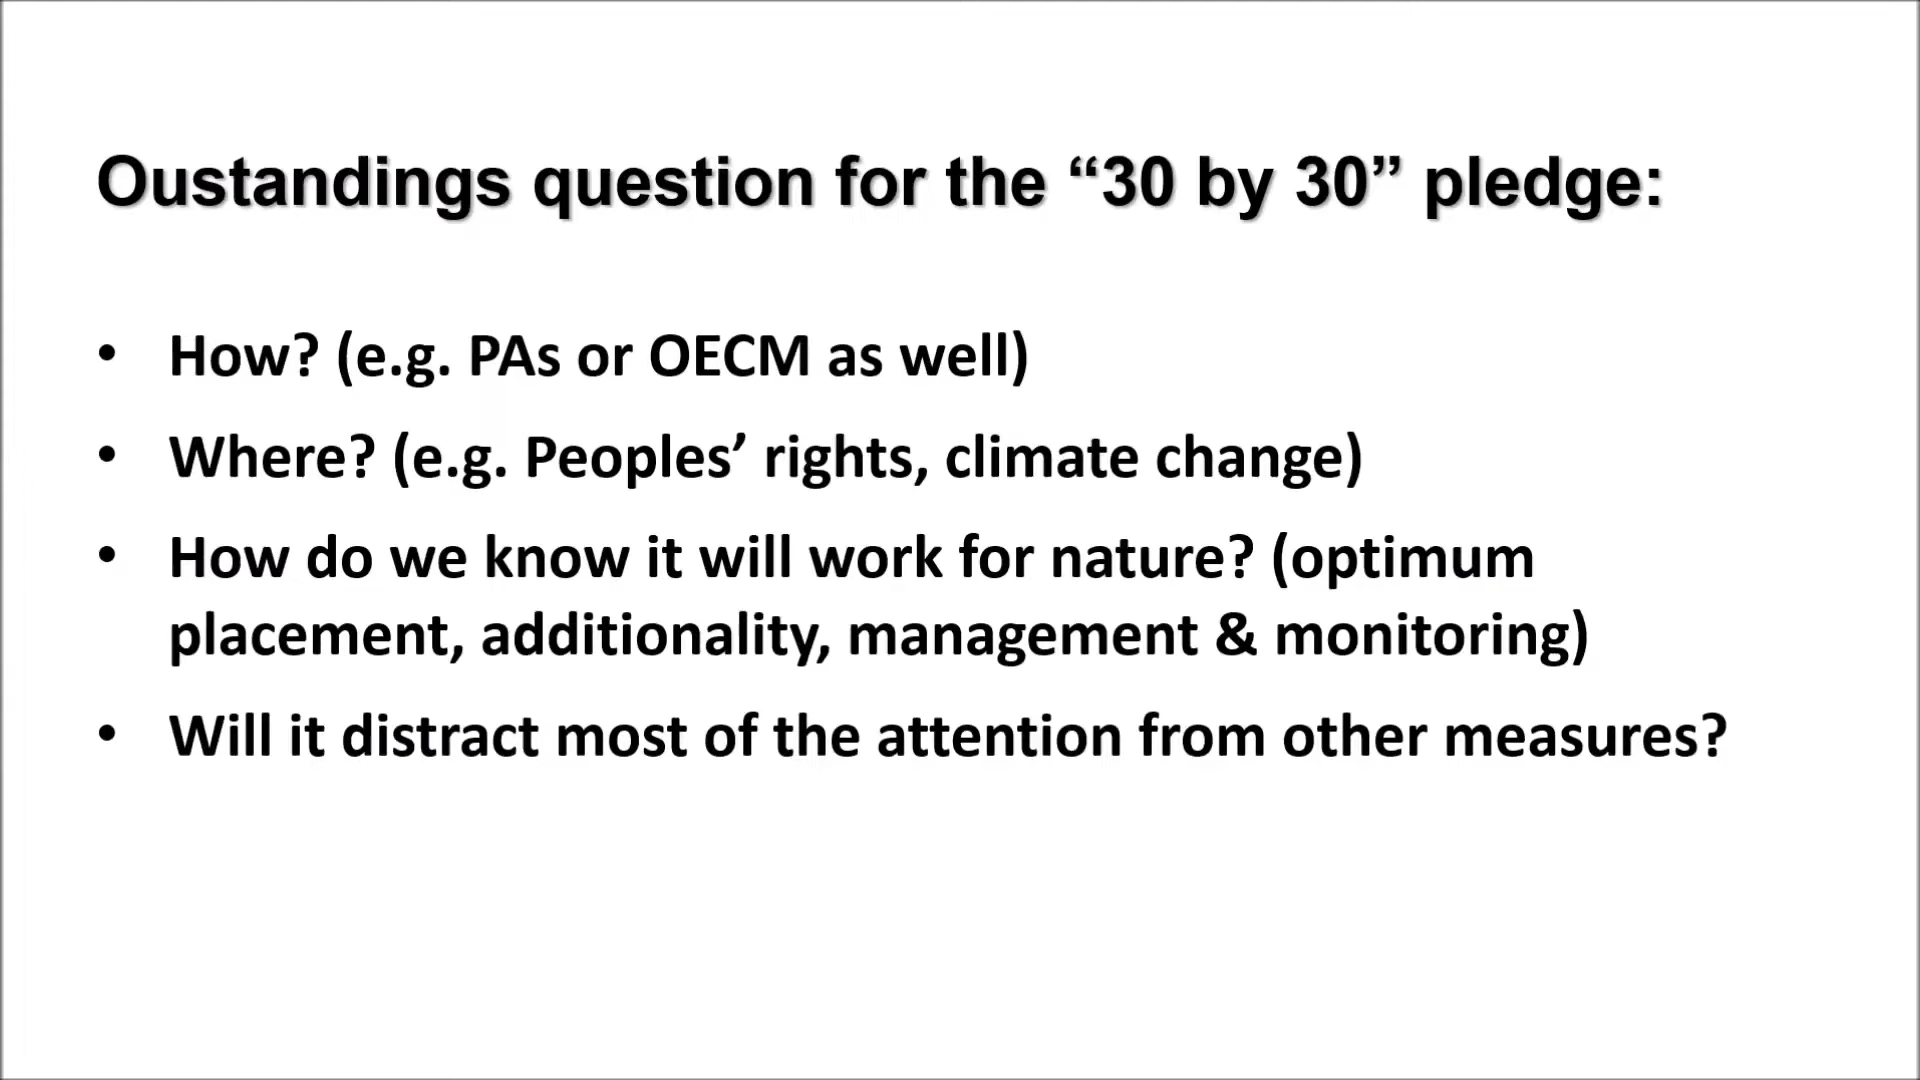 Oustandings question for the “30 by 30” pledge:
• How? (e.g. PAs or OECM as well)
• Where? (e.g. Peoples’ rights, climate change)
• How do we know it will work for nature? (optimum
placement, additionality, management & monitoring)
• Will it distract most of the attention from other measures?